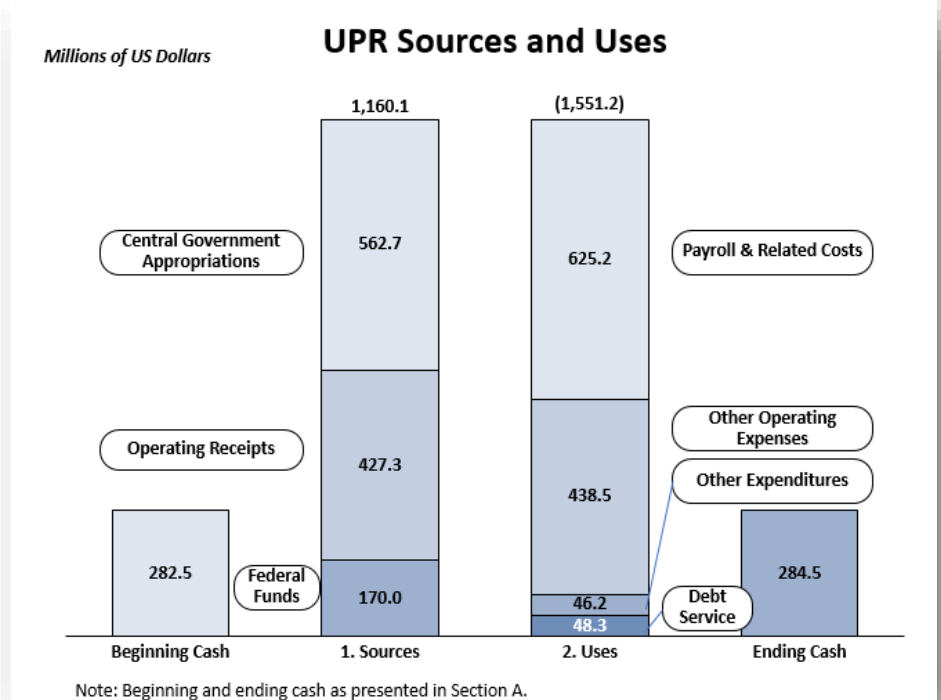 UPR Sources and Uses
Millions of US Dollars
1,160.1
(1,551.2)
Central Government
Appropriations
562.7
625.2
Payroll & Related Costs
Operating Receipts
427.3
438.5
Other Operating
Expenses
Other Expenditures
282.5
Federal
Funds
170.0
46.2
48.3
Debt
Service
284.5
Beginning Cash
1. Sources
2. Uses
Ending Cash
Note: Beginning and ending cash as presented in Section A.